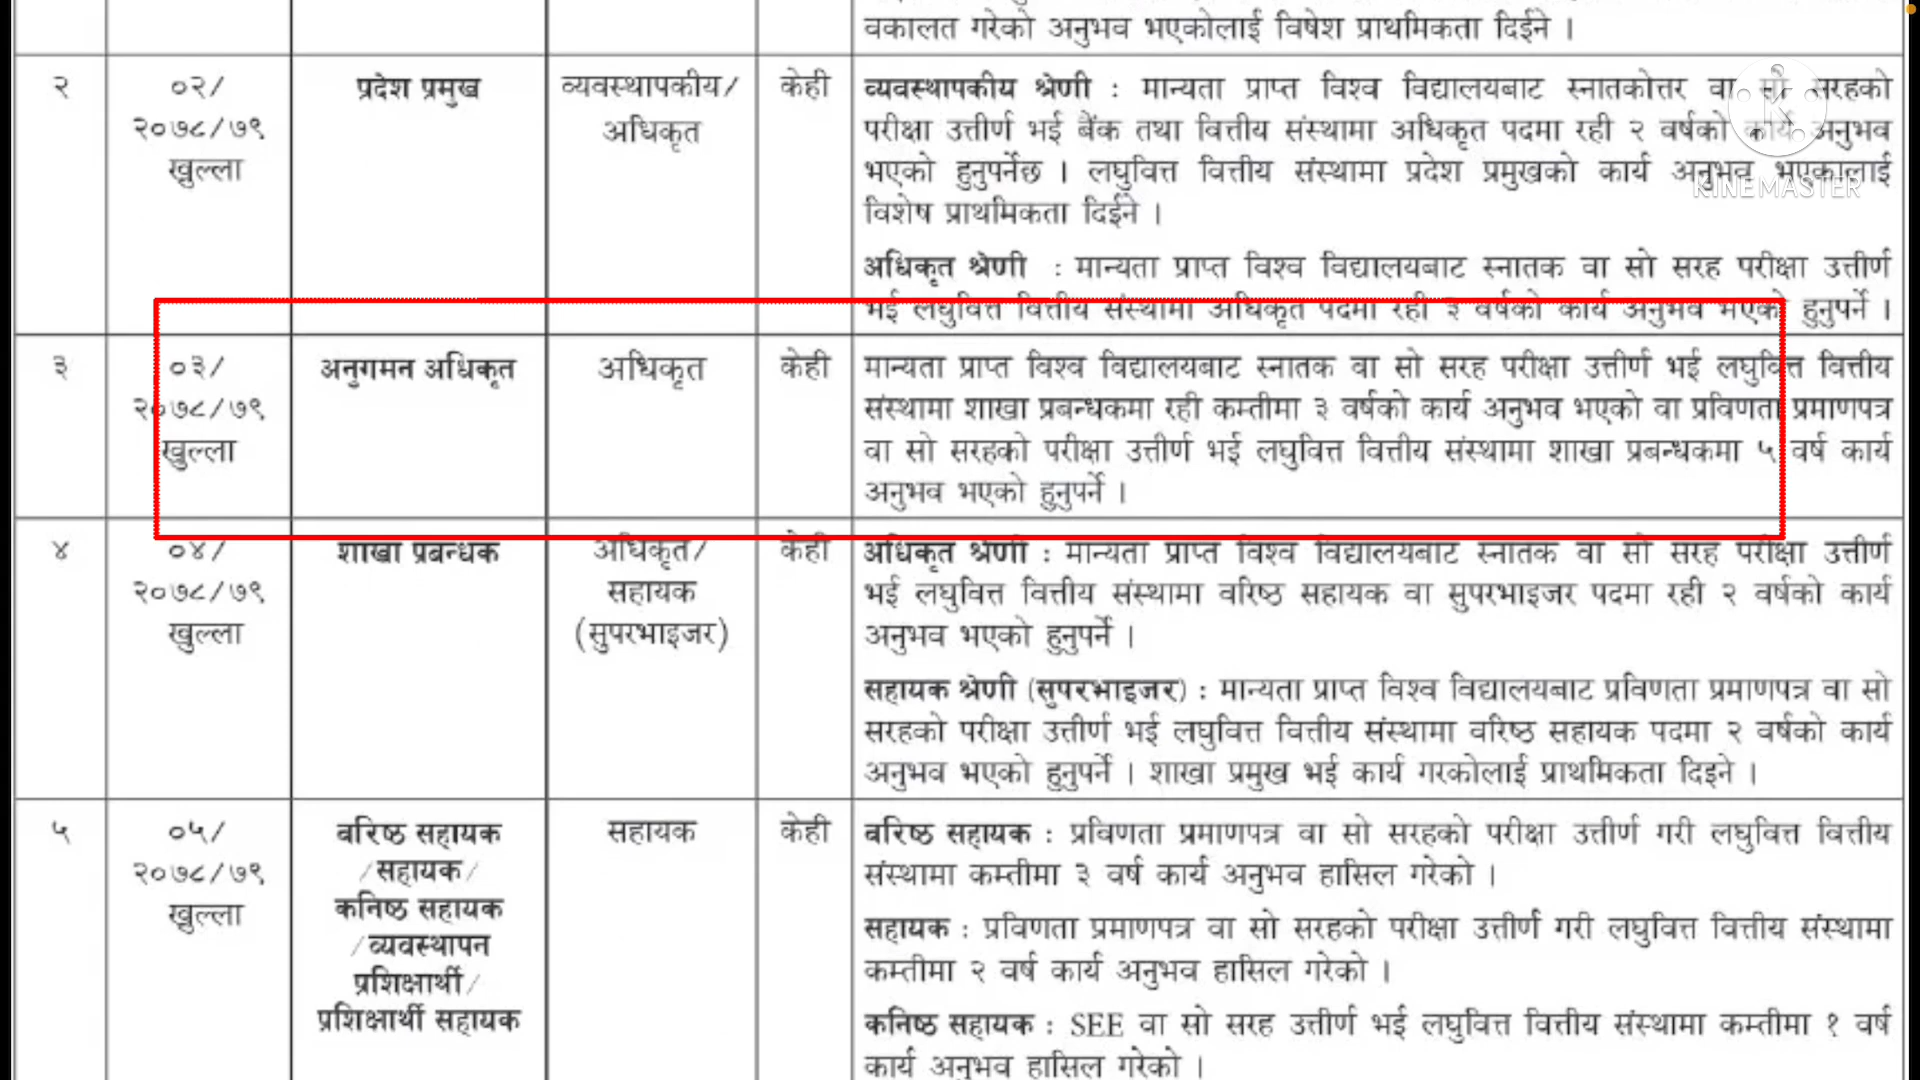 वकालत गरेको अनुभव भएकोलाई विषेश प्राथमिकता दिईने ।
२ ०२/ प्रदेश प्रमुख व्यवस्थापकीय/ केही व्यवस्थापकीय श्रेणी : मान्यता प्राप्त विश्व विद्यालयबाट स्नातकोत्तर वा सो सरहको
२०७८/७९ अधिकृत परीक्षा उत्तीर्ण भई बैंक तथा वित्तीय संस्थामा अधिकृत पदमा रही २ वर्षको कार्य अनुभव
खुल्ला भएको हुनुपर्नेछ । लघुवित्त वित्तीय संस्थामा प्रदेश प्रमुखको कार्य अनुभव भएकालाई
KINEMASTER
विशेष प्राथमिकता दिईने ।
अधिकृत श्रेणी : मान्यता प्राप्त विश्व विद्यालयबाट स्नातक वा सो सरह परीक्षा उत्तीर्ण
भई लघुवित्त वित्तीय संस्थामा अधिकृत पदमा रही ३ वर्षको कार्य अनुभव भएको हुनुपर्ने ।
३ ०३/ अनुगमन अधिकृत अधिकृत केही मान्यता प्राप्त विश्व विद्यालयबाट स्नातक वा सो सरह परीक्षा उत्तीर्ण भई लघुवित्त वित्तीय
२०७८/७९ संस्थामा शाखा प्रबन्धकमा रही कम्तीमा ३ वर्षको कार्य अनुभव भएको वा प्रविणता प्रमाणपत्र
खुल्ला वा सो सरहको परीक्षा उत्तीर्ण भई लघुवित्त वित्तीय संस्थामा शाखा प्रबन्धकमा ५ वर्ष कार्य
अनुभव भएको हुनुपर्ने ।
४ ०४/ शाखा प्रबन्धक अधिकृत/ केही अधिकृत श्रेणी : मान्यता प्राप्त विश्व विद्यालयबाट स्नातक वा सो सरह परीक्षा उत्तीर्ण
२०७८/७९ सहायक भई लघुवित्त वित्तीय संस्थामा वरिष्ठ सहायक वा सुपरभाइजर पदमा रही २ वर्षको कार्य
खुल्ला (सुपरभाइजर) अनुभव भएको हुनुपर्ने ।
सहायक श्रेणी (सुपरभाइजर) : मान्यता प्राप्त विश्व विद्यालयबाट प्रविणता प्रमाणपत्र वा सो
सरहको परीक्षा उत्तीर्ण भई लघुवित्त वित्तीय संस्थामा वरिष्ठ सहायक पदमा २ वर्षको कार्य
अनुभव भएको हुनुपर्ने । शाखा प्रमुख भई कार्य गरकोलाई प्राथमिकता दिइने ।
५ ०५/ वरिष्ठ सहायक सहायक केही वरिष्ठ सहायक : प्रविणता प्रमाणपत्र वा सो सरहको परीक्षा उत्तीर्ण गरी लघुवित्त वित्तीय
२०७८/७९ /सहायक/ संस्थामा कम्तीमा ३ वर्ष कार्य अनुभव हासिल गरेको ।
खुल्ला कनिष्ठ सहायक सहायक : प्रविणता प्रमाणपत्र वा सो सरहको परीक्षा उत्तीर्ण गरी लघुवित्त वित्तीय संस्थामा
/व्यवस्थापन कम्तीमा २ वर्ष कार्य अनुभव हासिल गरेको ।
प्रशिक्षार्थी/
प्रशिक्षार्थी सहायक कनिष्ठ सहायक : SEE वा सो सरह उत्तीर्ण भई लघुवित्त वित्तीय संस्थामा कम्तीमा १ वर्ष
कार्य अनुभव हासिल गरेको ।